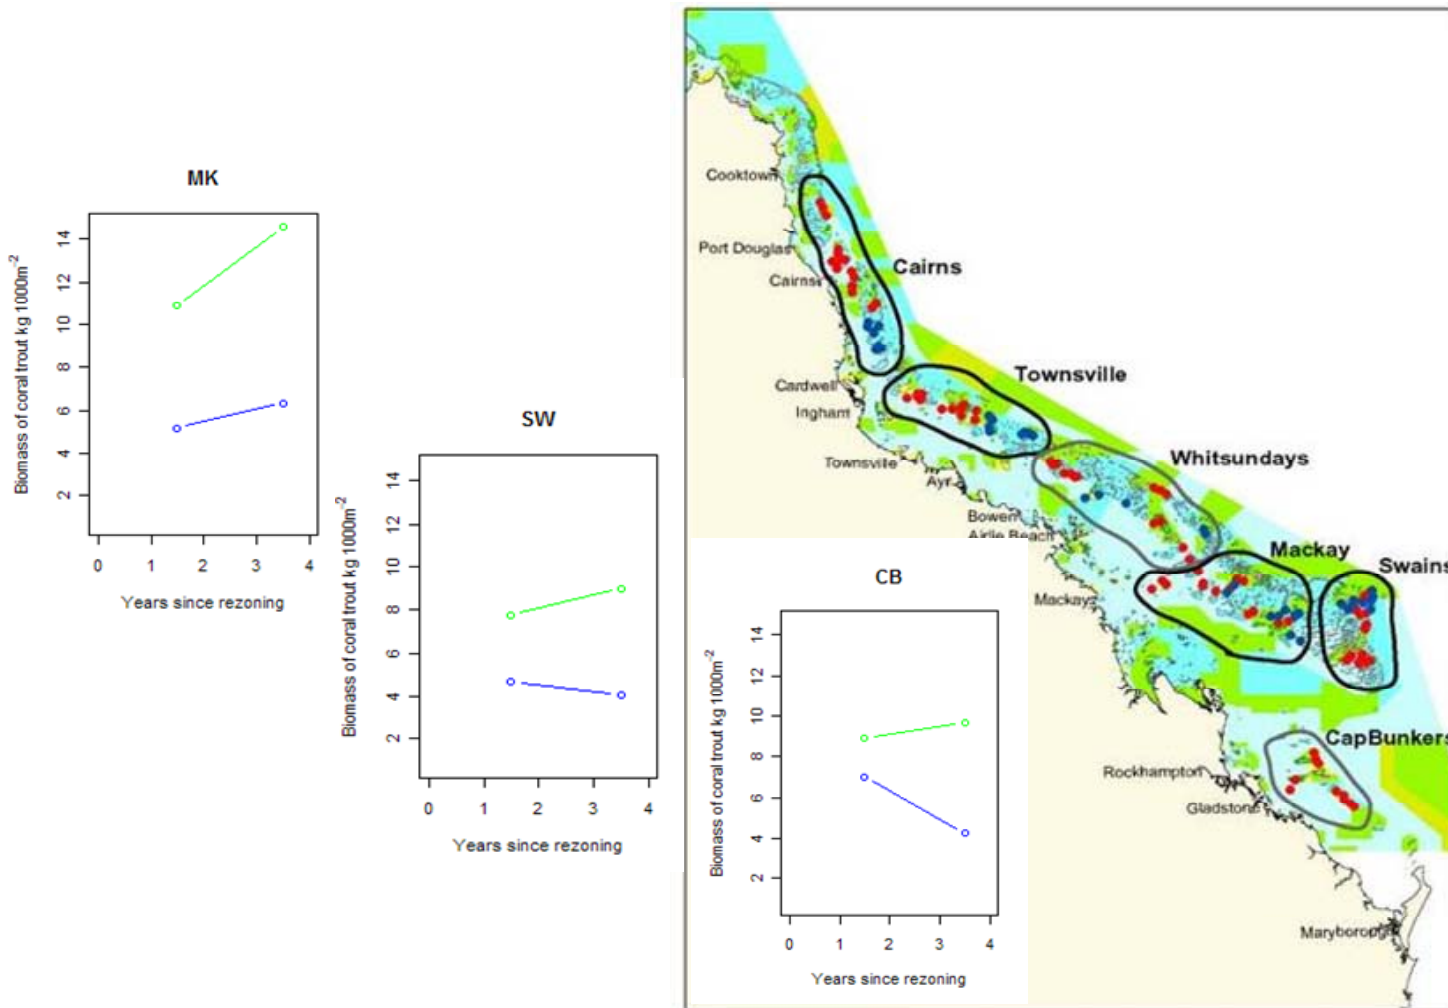 MK
Biomass of coral trout kg 1000m⁻²
14
12
10
8
6
4
2
0 1 2 3 4
Years since rezoning
SW
Biomass of coral trout kg 1000m⁻²
14
12
10
8
6
4
2
0 1 2 3 4
Years since rezoning
CB
Biomass of coral trout kg 1000m⁻²
14
12
10
8
6
4
2
0 1 2 3 4
Years since rezoning
Cooktown
Port Douglas
Cairns
Cairns
Townsville
Cardwell
Ingham
Townsville
Ayr
Whitsundays
Bowen
Airlie Beach
Mackay
Swains
Mackay
CapBunkers
Rockhampton
Gladstone
Maryborough